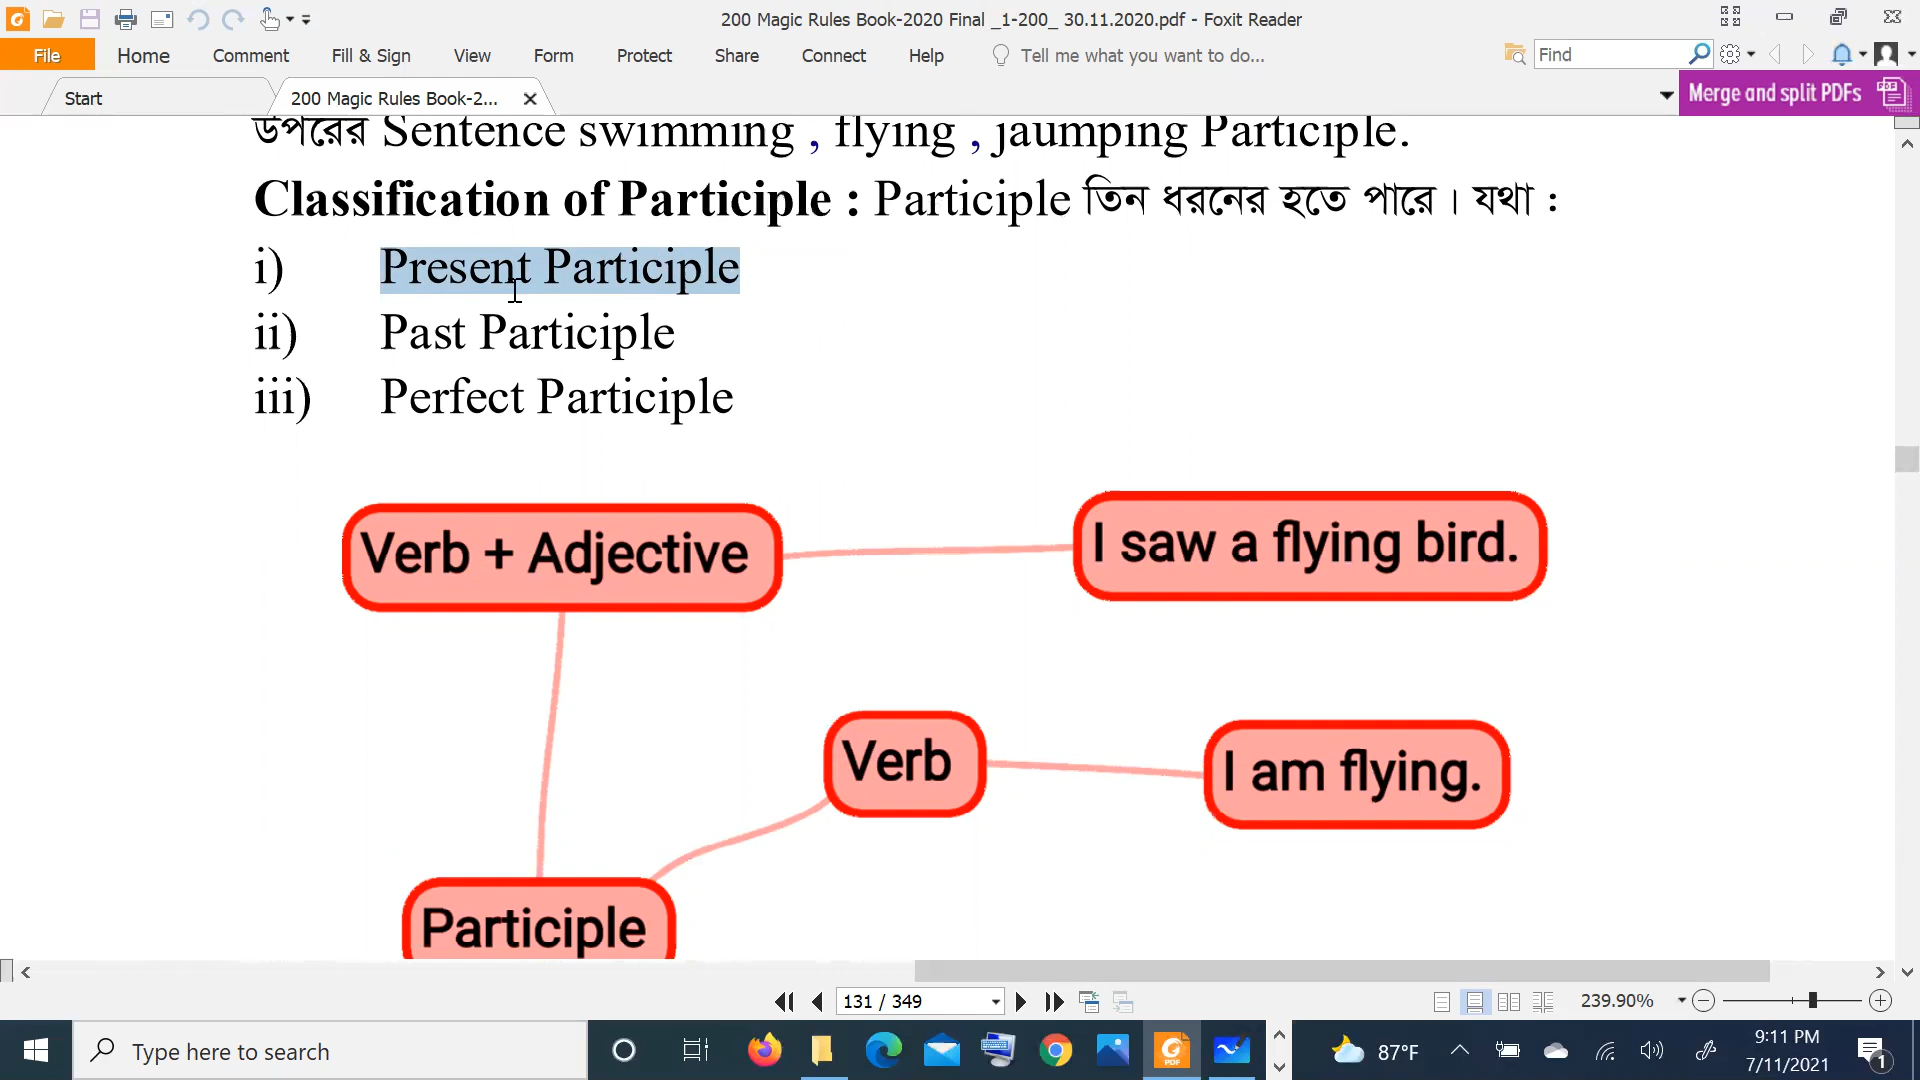 200 Magic Rules Book-2020 Final _1-200_ 30.11.2020.pdf - Foxit Reader
File Home Comment Fill & Sign View Form Protect Share Connect Help Tell me what you want to do... Find
Start 200 Magic Rules Book-2... Merge and split PDFs
উপরের Sentence swimming , flying , jaumping Participle.
Classification of Participle : Participle তিন ধরনের হতে পারে। যথা :
i) Present Participle
ii) Past Participle
iii) Perfect Participle
Verb + Adjective I saw a flying bird.
Verb I am flying.
Participle
131 / 349 239.90%
Type here to search 87°F 9:11 PM
7/11/2021 1